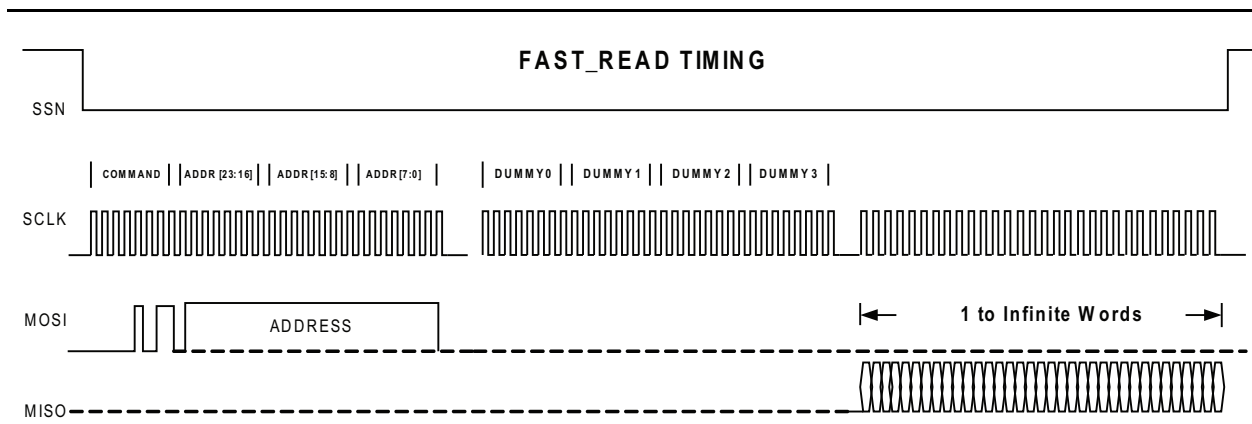 FAST_READ TIMING
SSN
COMMAND ADDR [23:16] ADDR [15:8] ADDR [7:0] DUMMY0 DUMMY1 DUMMY2 DUMMY3
SCLK
MOSI
ADDRESS
1 to Infinite Words
MISO